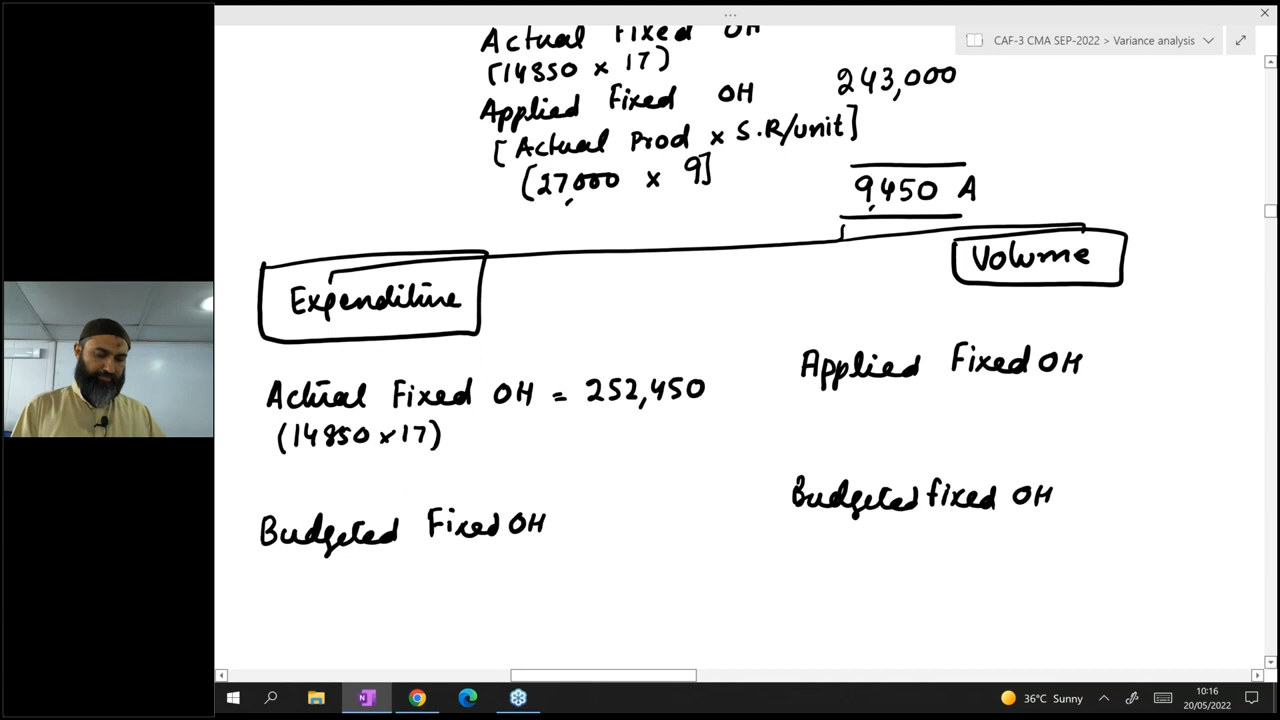 CAF-3 CMA SEP-2022 > Variance analysis
Actual Fixed OH
[14850 x 17]
Applied Fixed OH 243,000
[Actual Prod x S.R/unit]
[27,000 x 9]
9,450 A
Expenditure
Volume
Actual Fixed OH = 252,450
(14850 x 17)
Budgeted Fixed OH
Applied Fixed OH
Budgeted fixed OH
36°C Sunny
10:16
20/05/2022